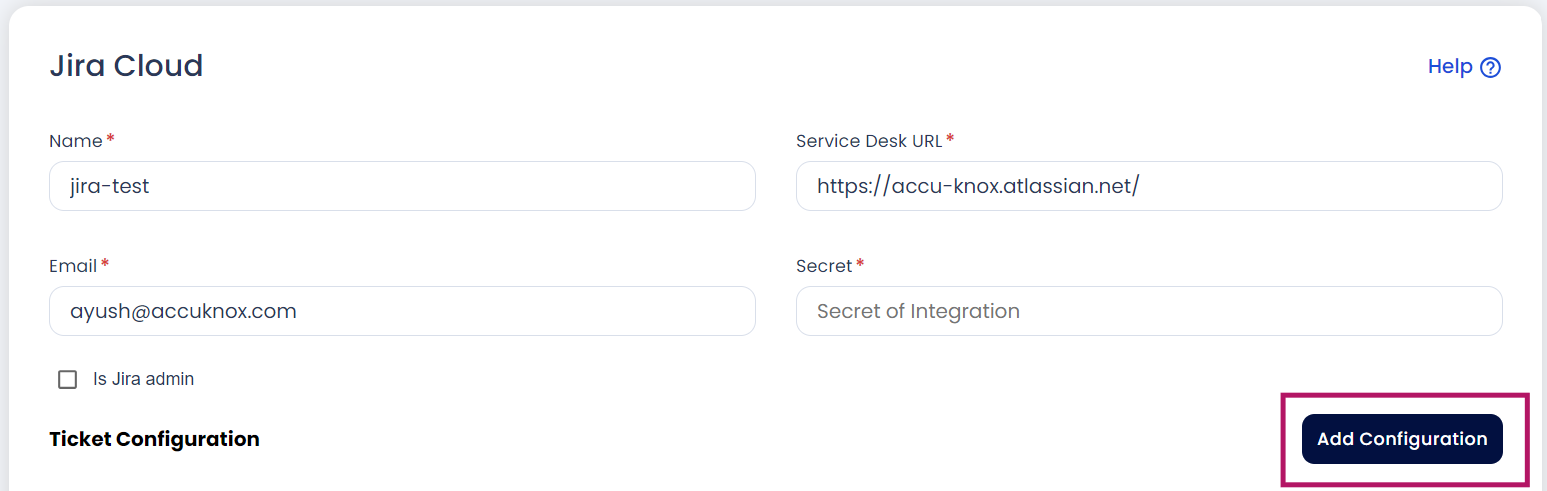 Jira Cloud
Help
Name * Service Desk URL *
jira-test https://accu-knox.atlassian.net/
Email * Secret *
ayush@accuknox.com Secret of Integration
Is Jira admin
Ticket Configuration Add Configuration